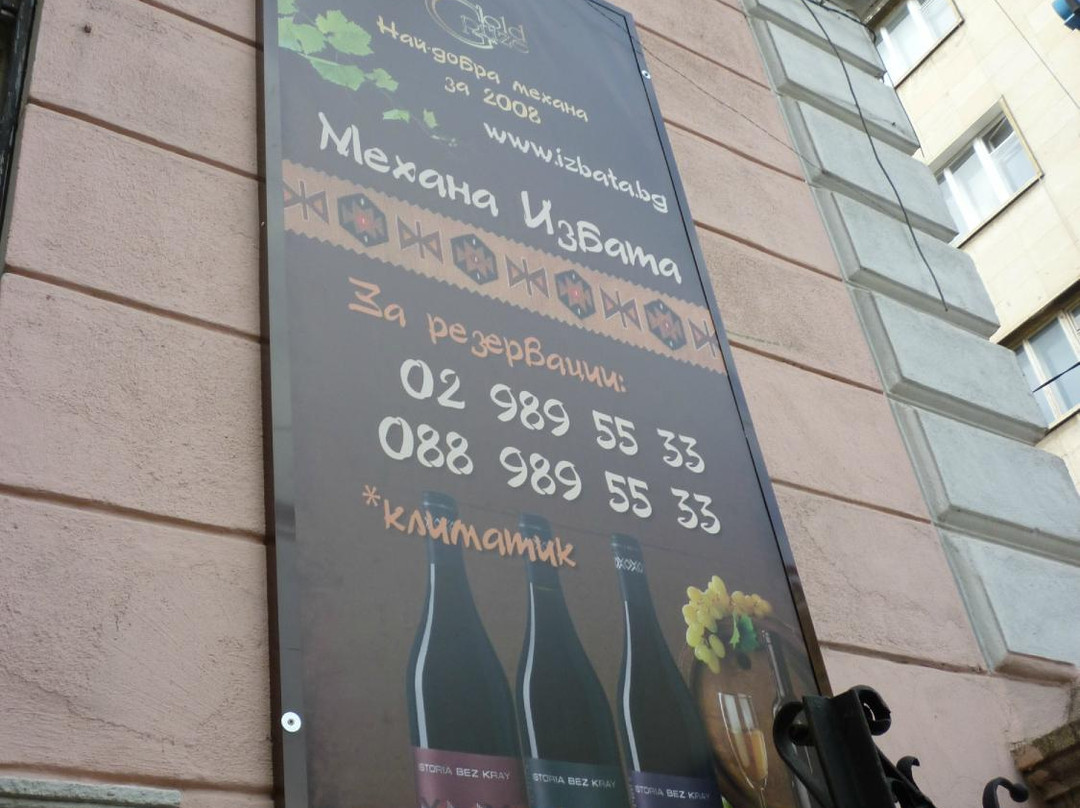 Най-добра механа
за 2008
www.izbata.bg
Механа Избата
За резервации:
02 989 55 33
088 989 55 33
*климатик
STORIA BEZ KRAY
STORIA BEZ KRAY
STORIA BEZ KRAY